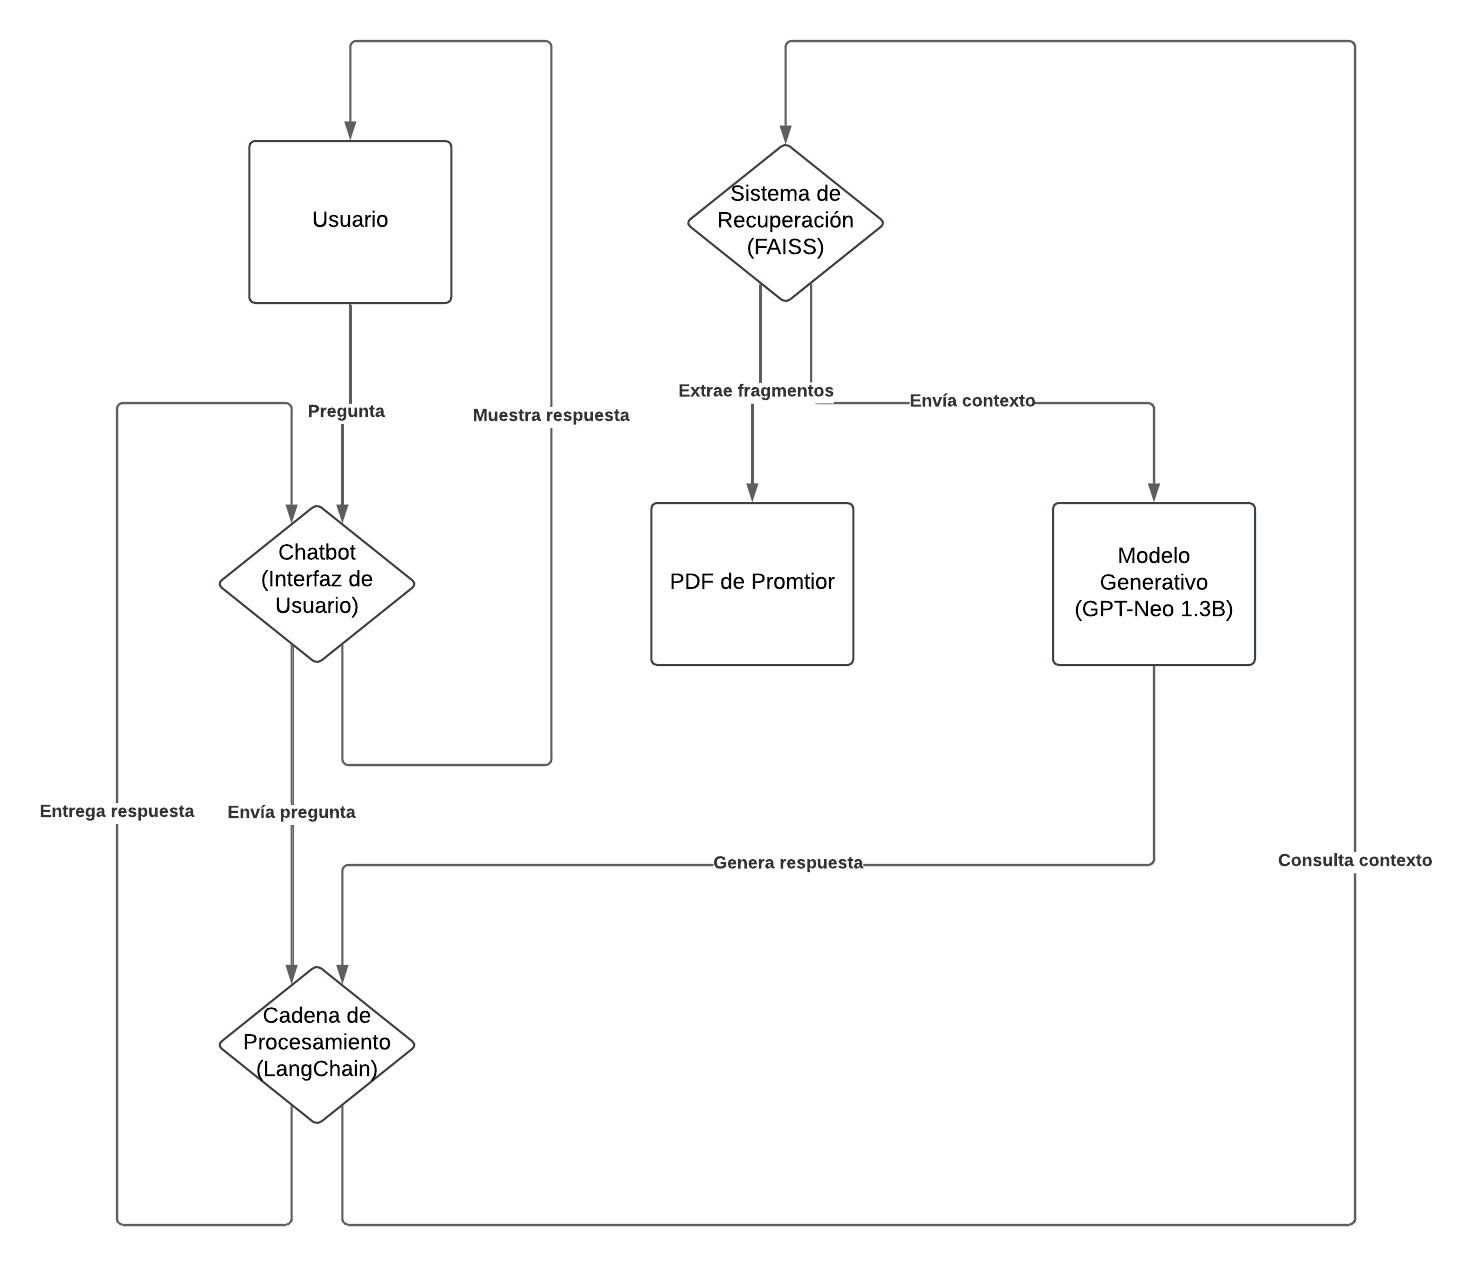 Usuario
Sistema de
Recuperación
(FAISS)
Extrae fragmentos
Envía contexto
Pregunta
Muestra respuesta
Chatbot
(Interfaz de
Usuario)
PDF de Promtior
Modelo
Generativo
(GPT-Neo 1.3B)
Entrega respuesta
Envía pregunta
Genera respuesta
Consulta contexto
Cadena de
Procesamiento
(LangChain)